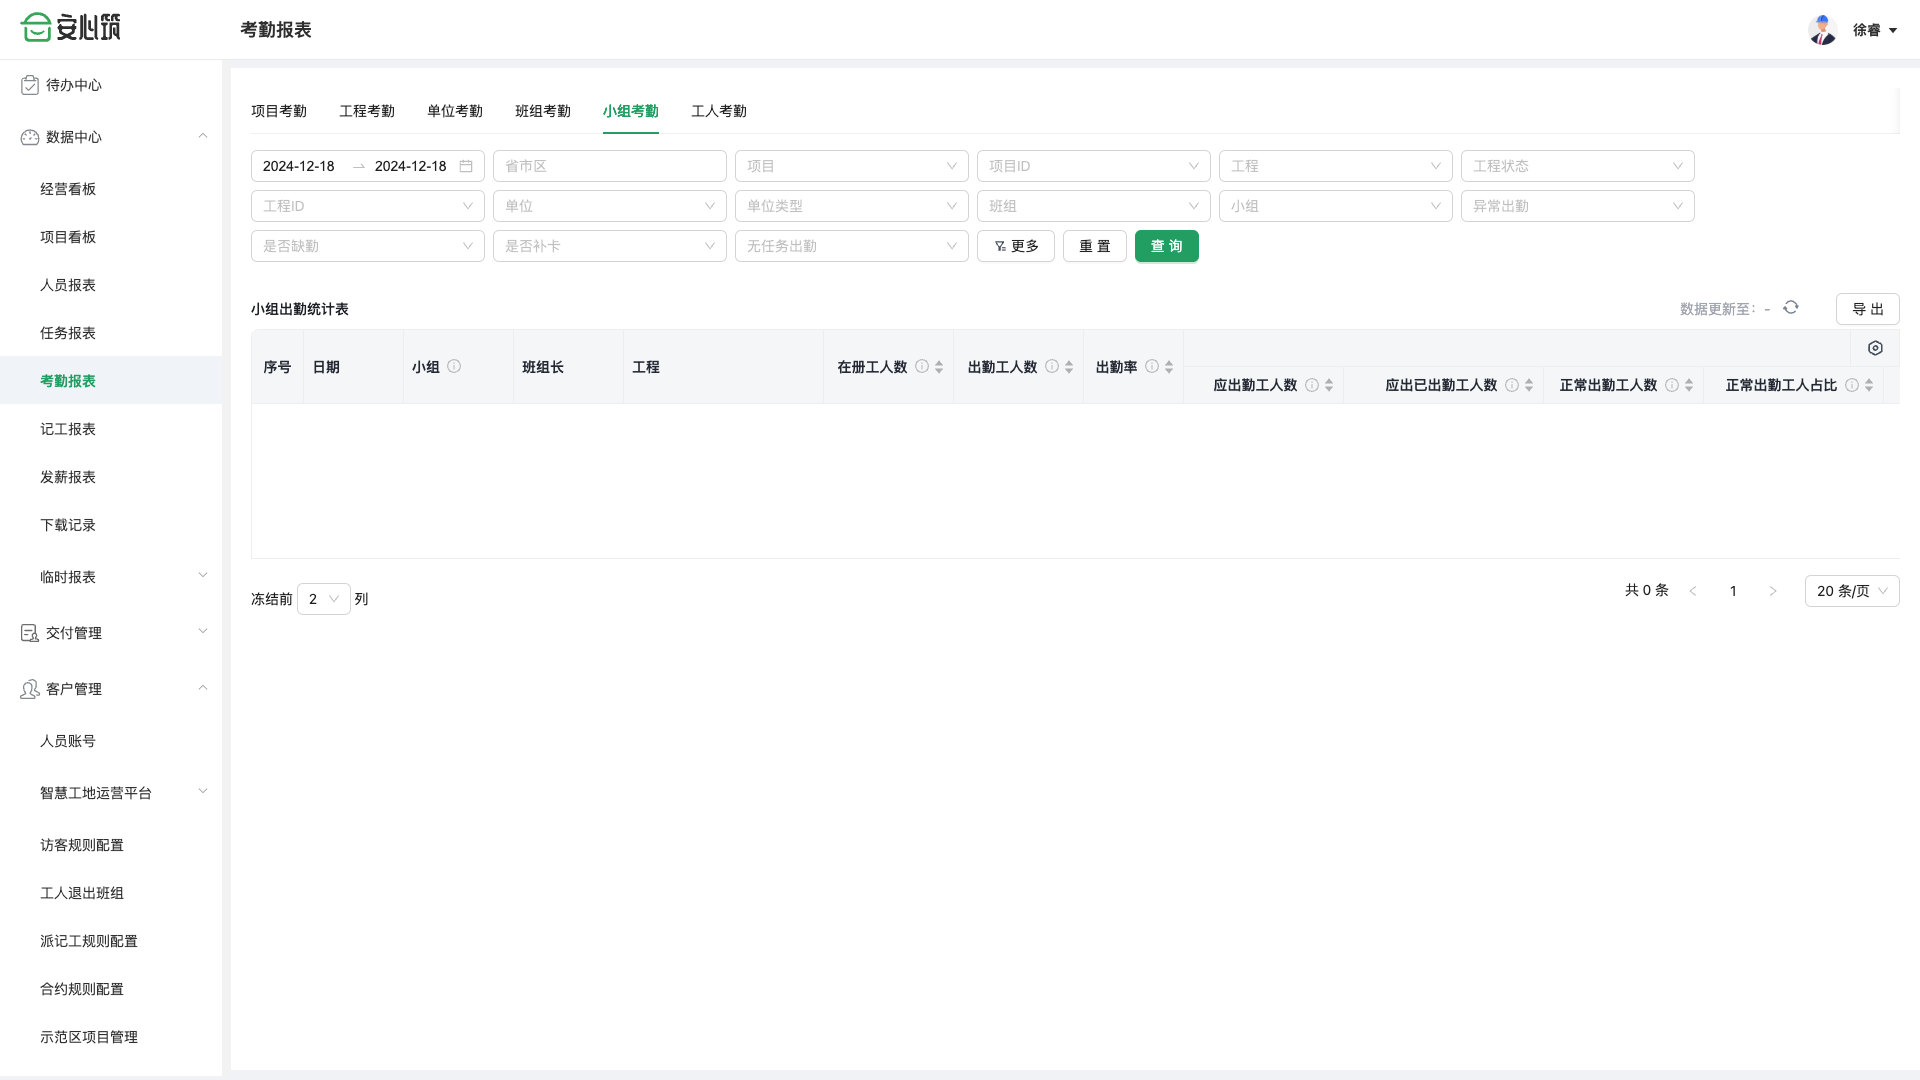 安心筑
考勤报表
徐睿
待办中心
数据中心
经营看板
项目看板
人员报表
任务报表
考勤报表
记工报表
发薪报表
下载记录
临时报表
交付管理
客户管理
人员账号
智慧工地运营平台
访客规则配置
工人退出班组
派记工规则配置
合约规则配置
示范区项目管理
项目考勤 工程考勤 单位考勤 班组考勤 小组考勤 工人考勤
2024-12-18 → 2024-12-18 省市区 项目 项目ID 工程 工程状态
工程ID 单位 单位类型 班组 小组 异常出勤
是否缺勤 是否补卡 无任务出勤 更多 重 置 查 询
小组出勤统计表 数据更新至：- 导 出
序号 日期 小组 班组长 工程 在册工人数 出勤工人数 出勤率
应出勤工人数 应出已出勤工人数 正常出勤工人数 正常出勤工人占比
冻结前 2 列 共 0 条 < 1 > 20 条/页